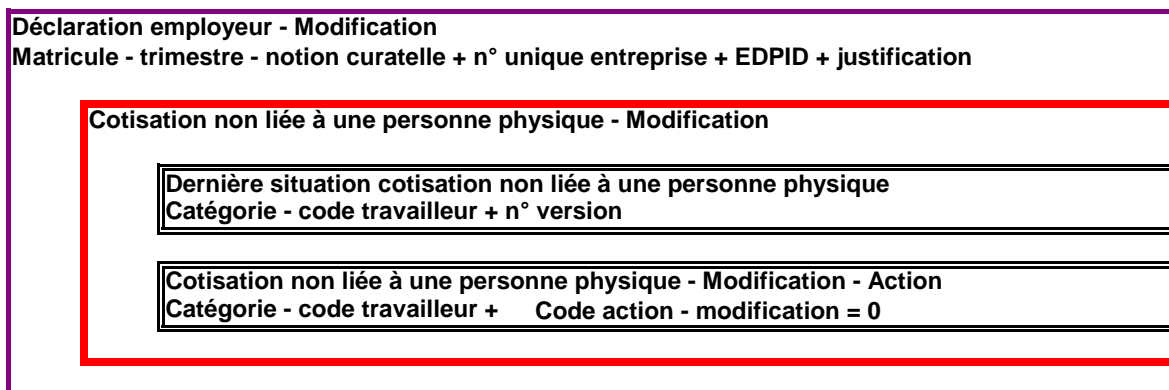 Déclaration employeur - Modification
Matricule - trimestre - notion curatelle + n° unique entreprise + EDPID + justification
Cotisation non liée à une personne physique - Modification
Dernière situation cotisation non liée à une personne physique
Catégorie - code travailleur + n° version
Cotisation non liée à une personne physique - Modification - Action
Catégorie - code travailleur + Code action - modification = 0